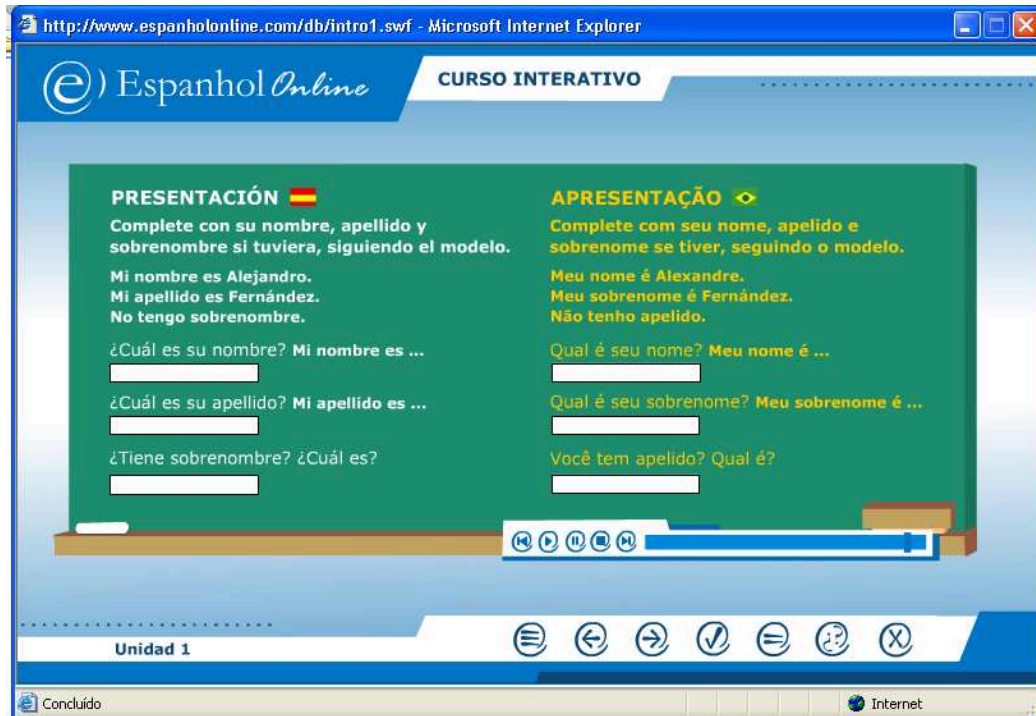 http://www.espanholonline.com/db/intro1.swf - Microsoft Internet Explorer
e) Espanhol Online
CURSO INTERATIVO
PRESENTACIÓN
Complete con su nombre, apellido y
sobrenombre si tuviera, siguiendo el modelo.
Mi nombre es Alejandro.
Mi apellido es Fernández.
No tengo sobrenombre.
¿Cuál es su nombre? Mi nombre es ...
¿Cuál es su apellido? Mi apellido es ...
¿Tiene sobrenombre? ¿Cuál es?
APRESENTAÇÃO
Complete com seu nome, apelido e
sobrenome se tiver, seguindo o modelo.
Meu nome é Alexandre.
Meu sobrenome é Fernández.
Não tenho apelido.
Qual é seu nome? Meu nome é ...
Qual é seu sobrenome? Meu sobrenome é ...
Você tem apelido? Qual é?
Unidad 1
Concluído
Internet